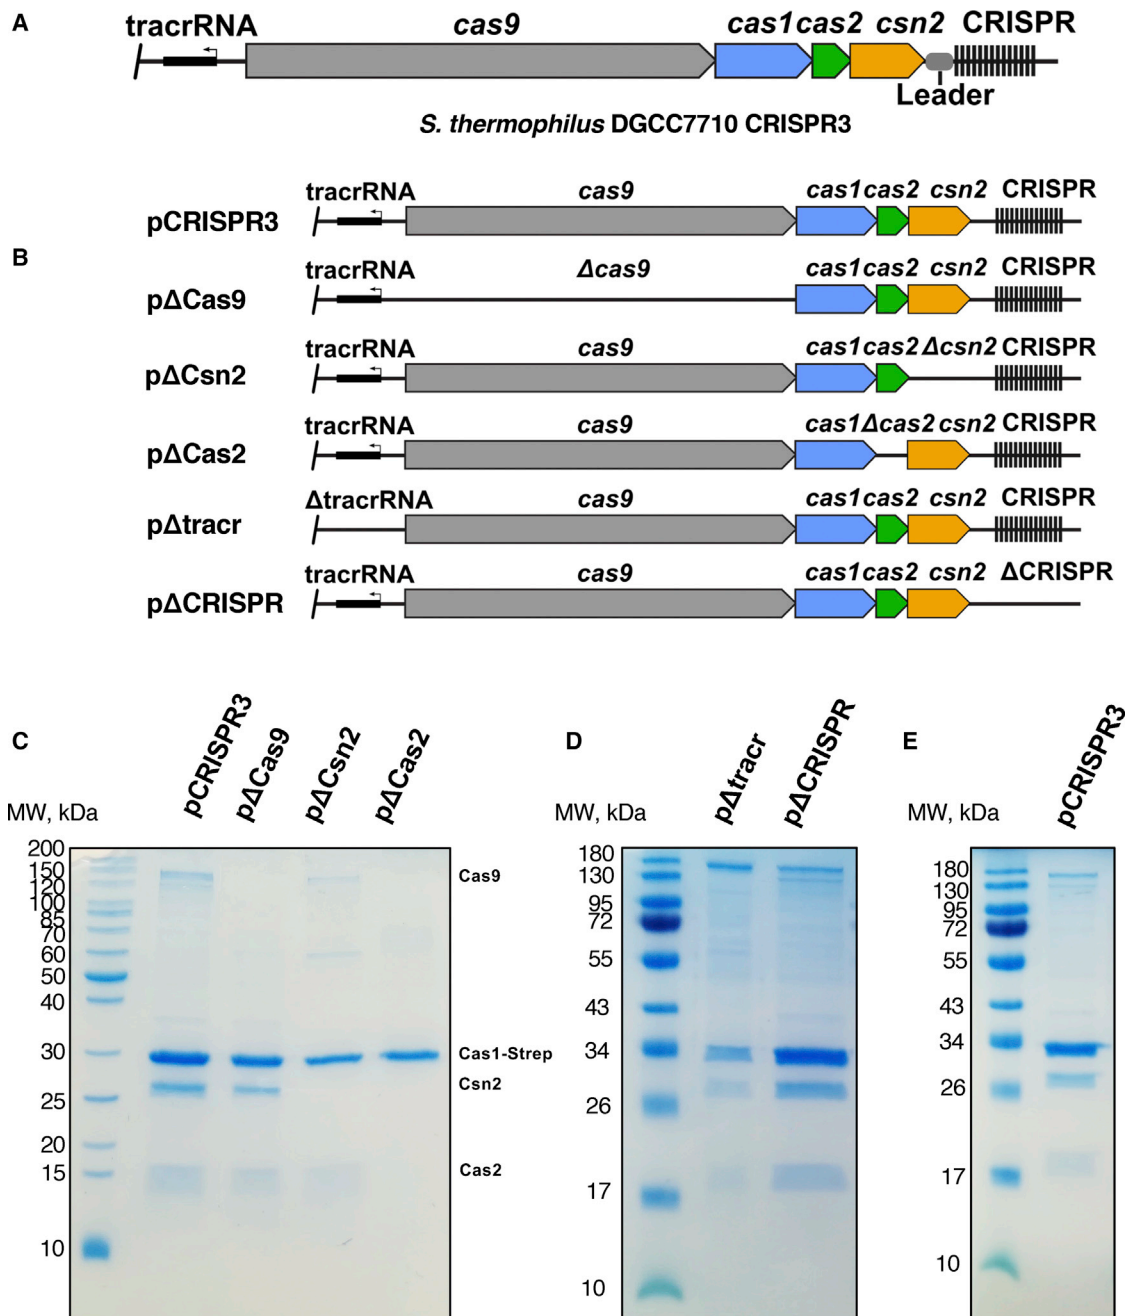 A
tracrRNA cas9 cas1 cas2 csn2 CRISPR
Leader
S. thermophilus DGCC7710 CRISPR3
tracrRNA cas9 cas1 cas2 csn2 CRISPR
pCRISPR3
B
tracrRNA Δcas9 cas1 cas2 csn2 CRISPR
pΔCas9
tracrRNA cas9 cas1 cas2 Δcsn2 CRISPR
pΔCsn2
tracrRNA cas9 cas1 Δcas2 csn2 CRISPR
pΔCas2
ΔtracrRNA cas9 cas1 cas2 csn2 CRISPR
pΔtracr
tracrRNA cas9 cas1 cas2 csn2 ΔCRISPR
pΔCRISPR
C
pCRISPR3
pΔCas9
pΔCsn2
pΔCas2
MW, kDa
200
150
120
100
85
70
60
50
40
30
25
20
15
10
Cas9
Cas1-Strep
Csn2
Cas2
D
pΔtracr
pΔCRISPR
MW, kDa
180
130
95
72
55
43
34
26
17
10
E
pCRISPR3
MW, kDa
180
130
95
72
55
43
34
26
17
10